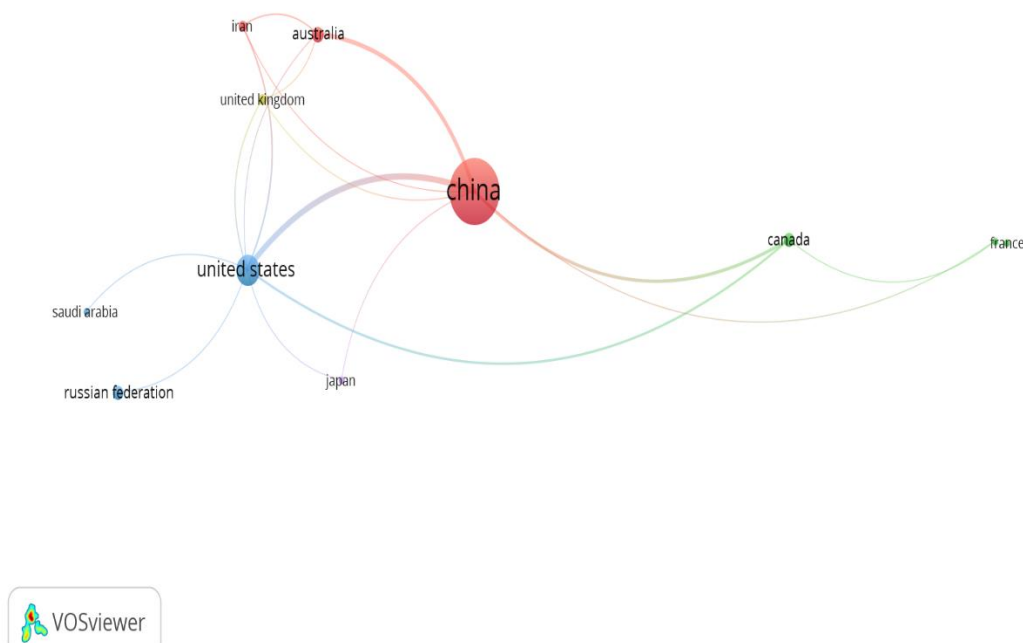 iran
australia
united kingdom
china
canada
france
united states
saudi arabia
japan
russian federation
VOSviewer